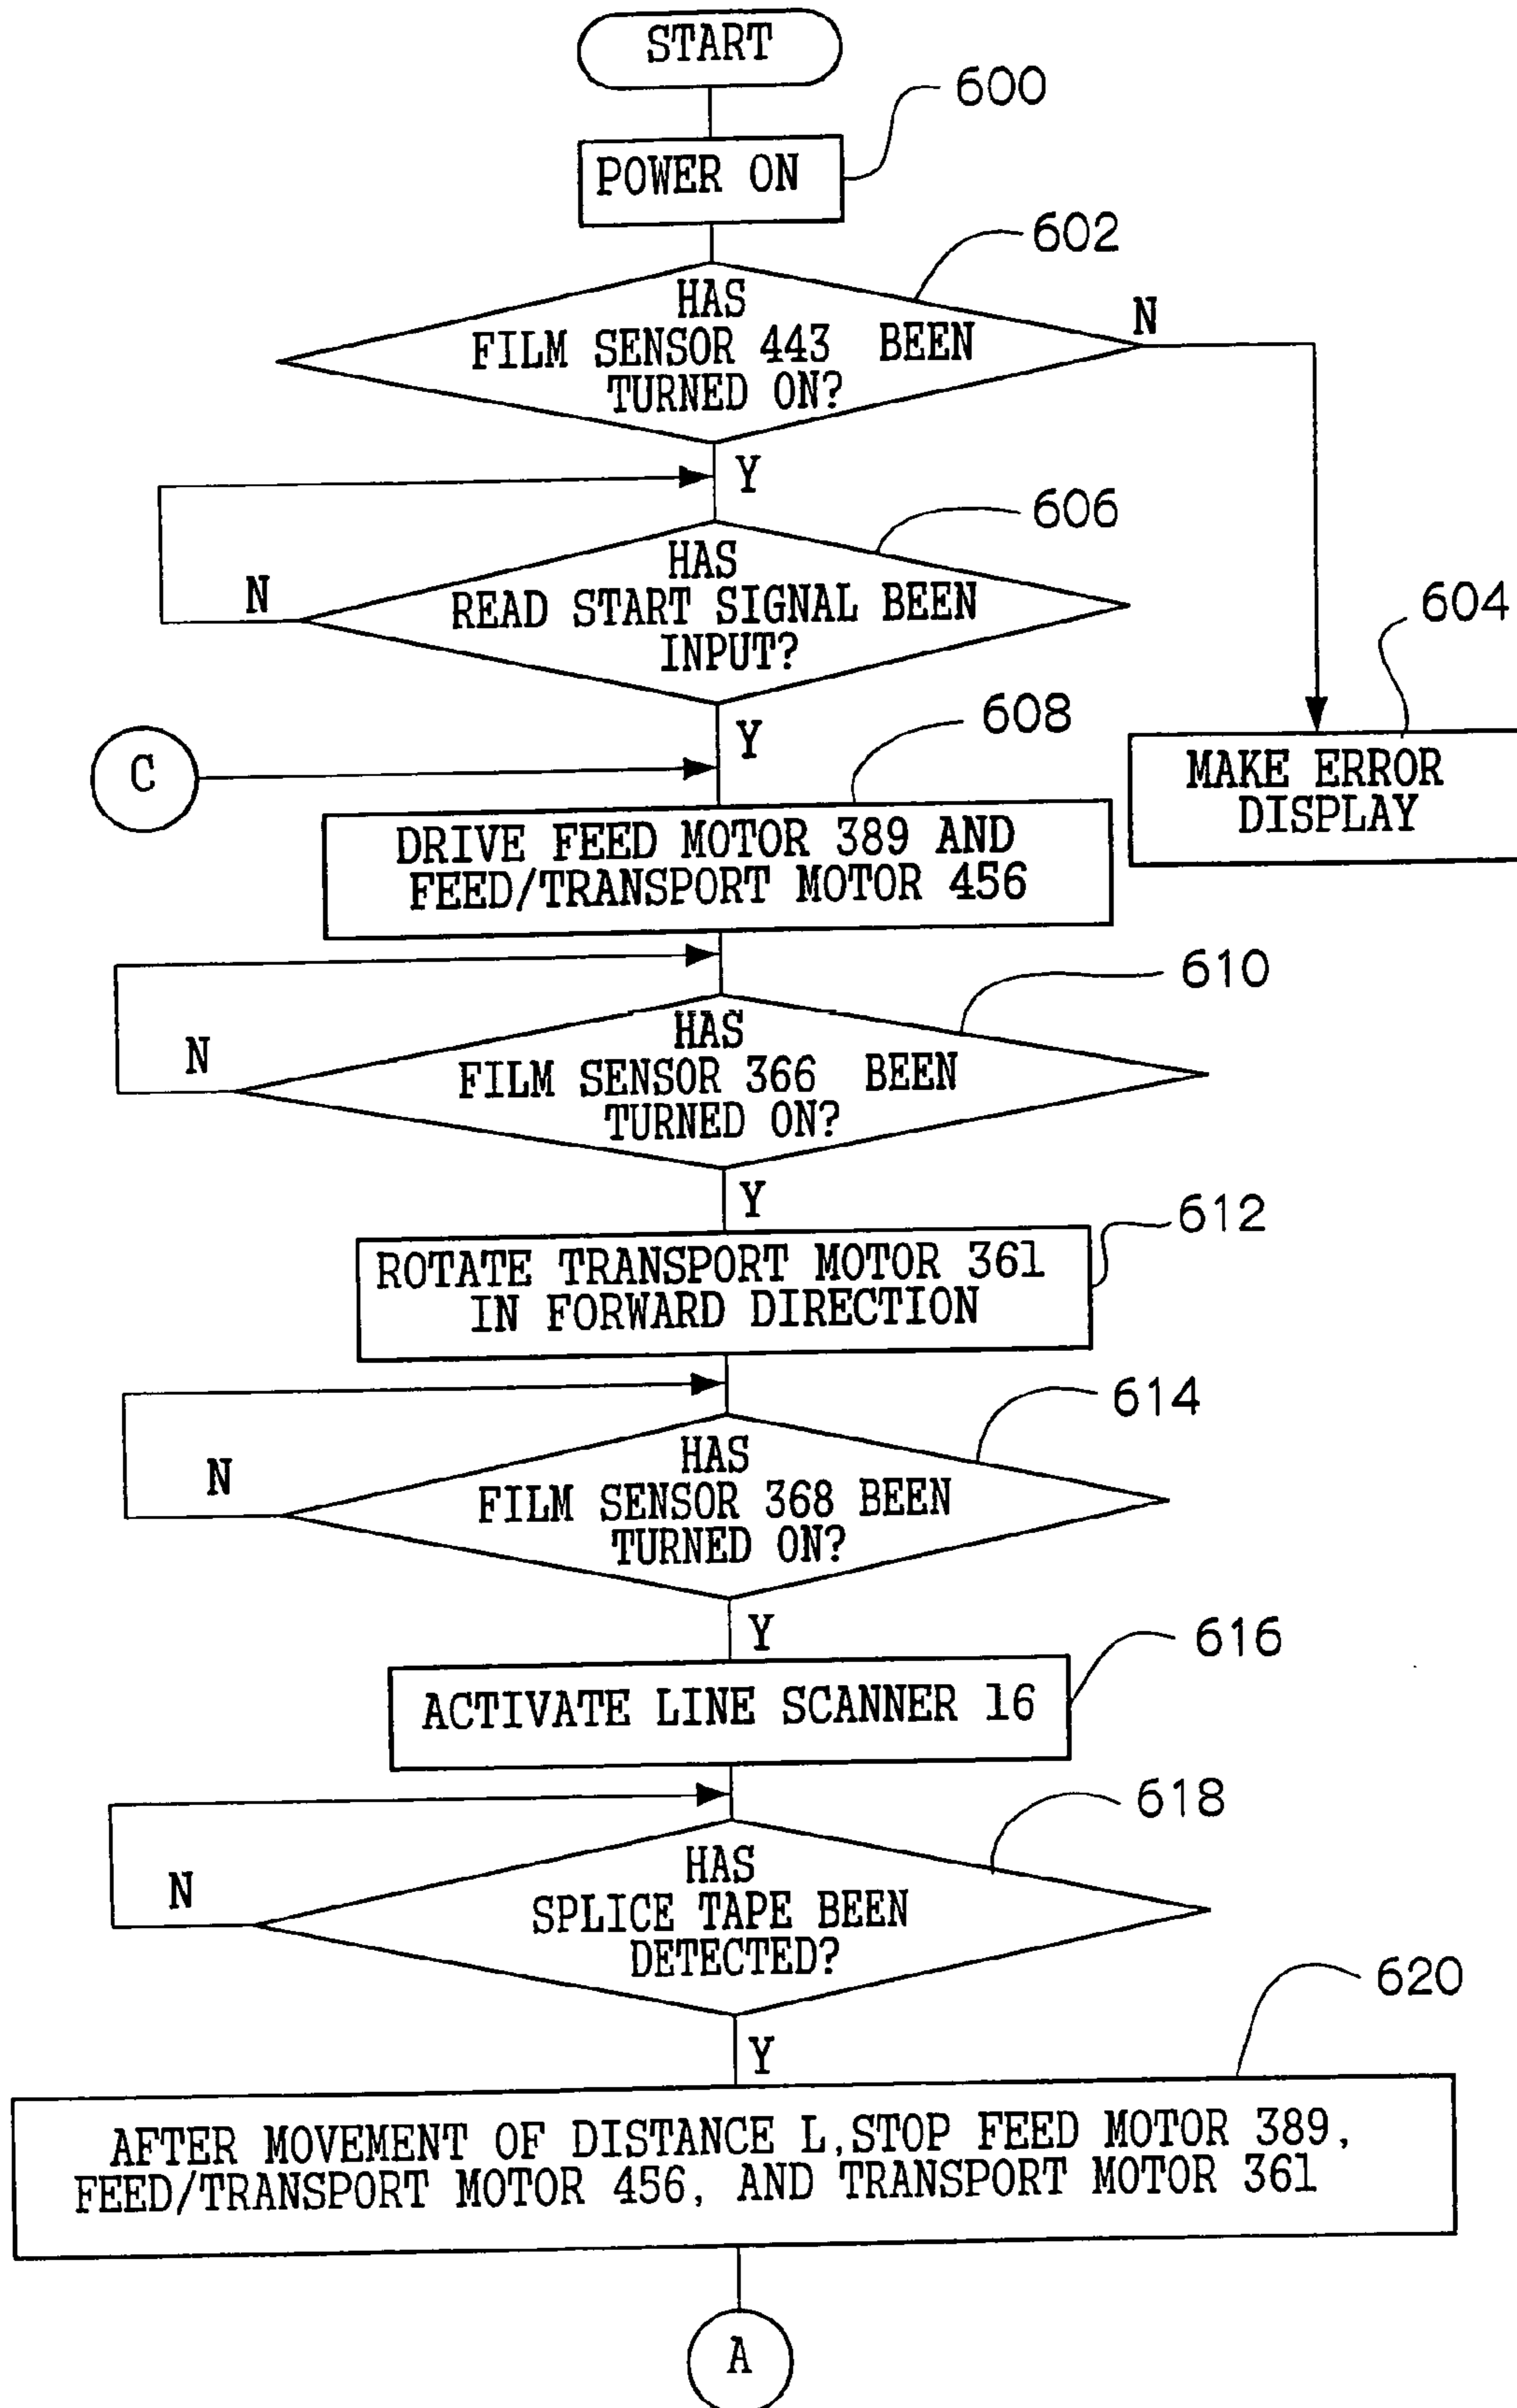 START
600
POWER ON
602
HAS
FILM SENSOR 443 BEEN
TURNED ON?
N
Y
606
HAS
READ START SIGNAL BEEN
INPUT?
N
604
Y
608
C
MAKE ERROR
DISPLAY
DRIVE FEED MOTOR 389 AND
FEED/TRANSPORT MOTOR 456
610
HAS
FILM SENSOR 366 BEEN
TURNED ON?
N
Y
612
ROTATE TRANSPORT MOTOR 361
IN FORWARD DIRECTION
614
HAS
FILM SENSOR 368 BEEN
TURNED ON?
N
Y
616
ACTIVATE LINE SCANNER 16
618
HAS
SPLICE TAPE BEEN
DETECTED?
N
620
Y
AFTER MOVEMENT OF DISTANCE L,STOP FEED MOTOR 389,
FEED/TRANSPORT MOTOR 456, AND TRANSPORT MOTOR 361
A